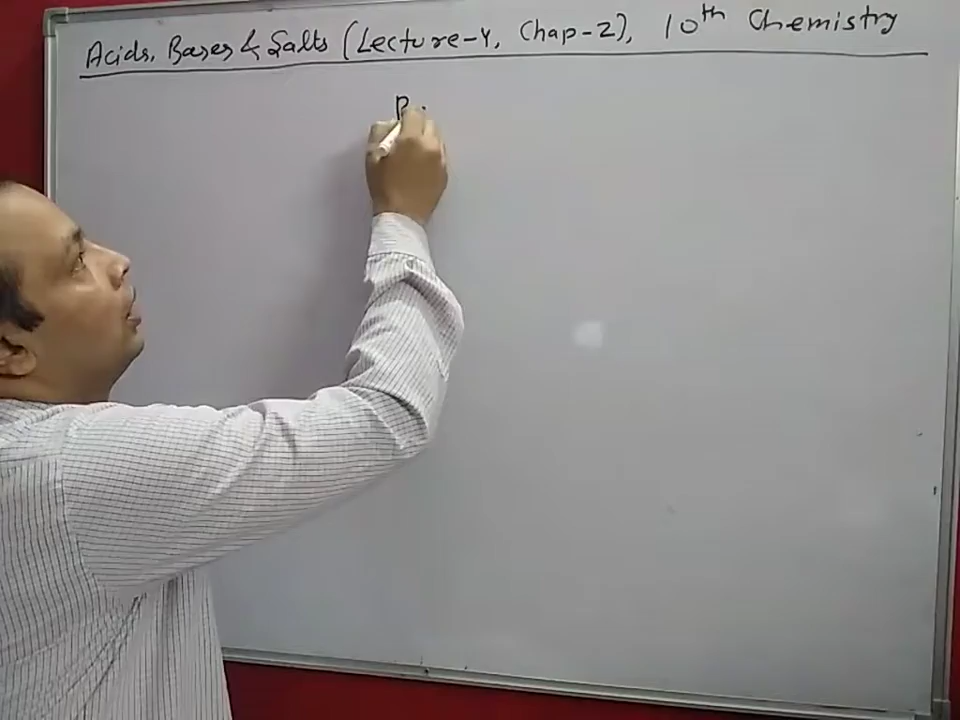 Acids, Bases & Salts (Lecture-4, Chap-2), 10th Chemistry